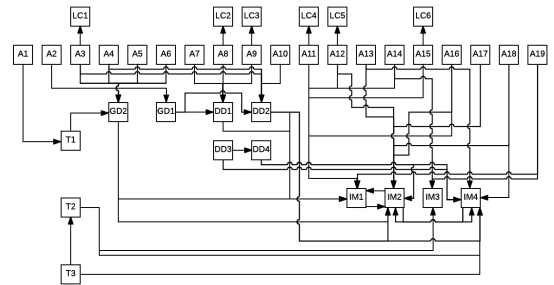 LC1 LC2 LC3 LC4 LC5 LC6
A1 A2 A3 A4 A5 A6 A7 A8 A9 A10 A11 A12 A13 A14 A15 A16 A17 A18 A19
GD2 GD1 DD1 DD2
T1
DD3 DD4
IM1 IM2 IM3 IM4
T2
T3